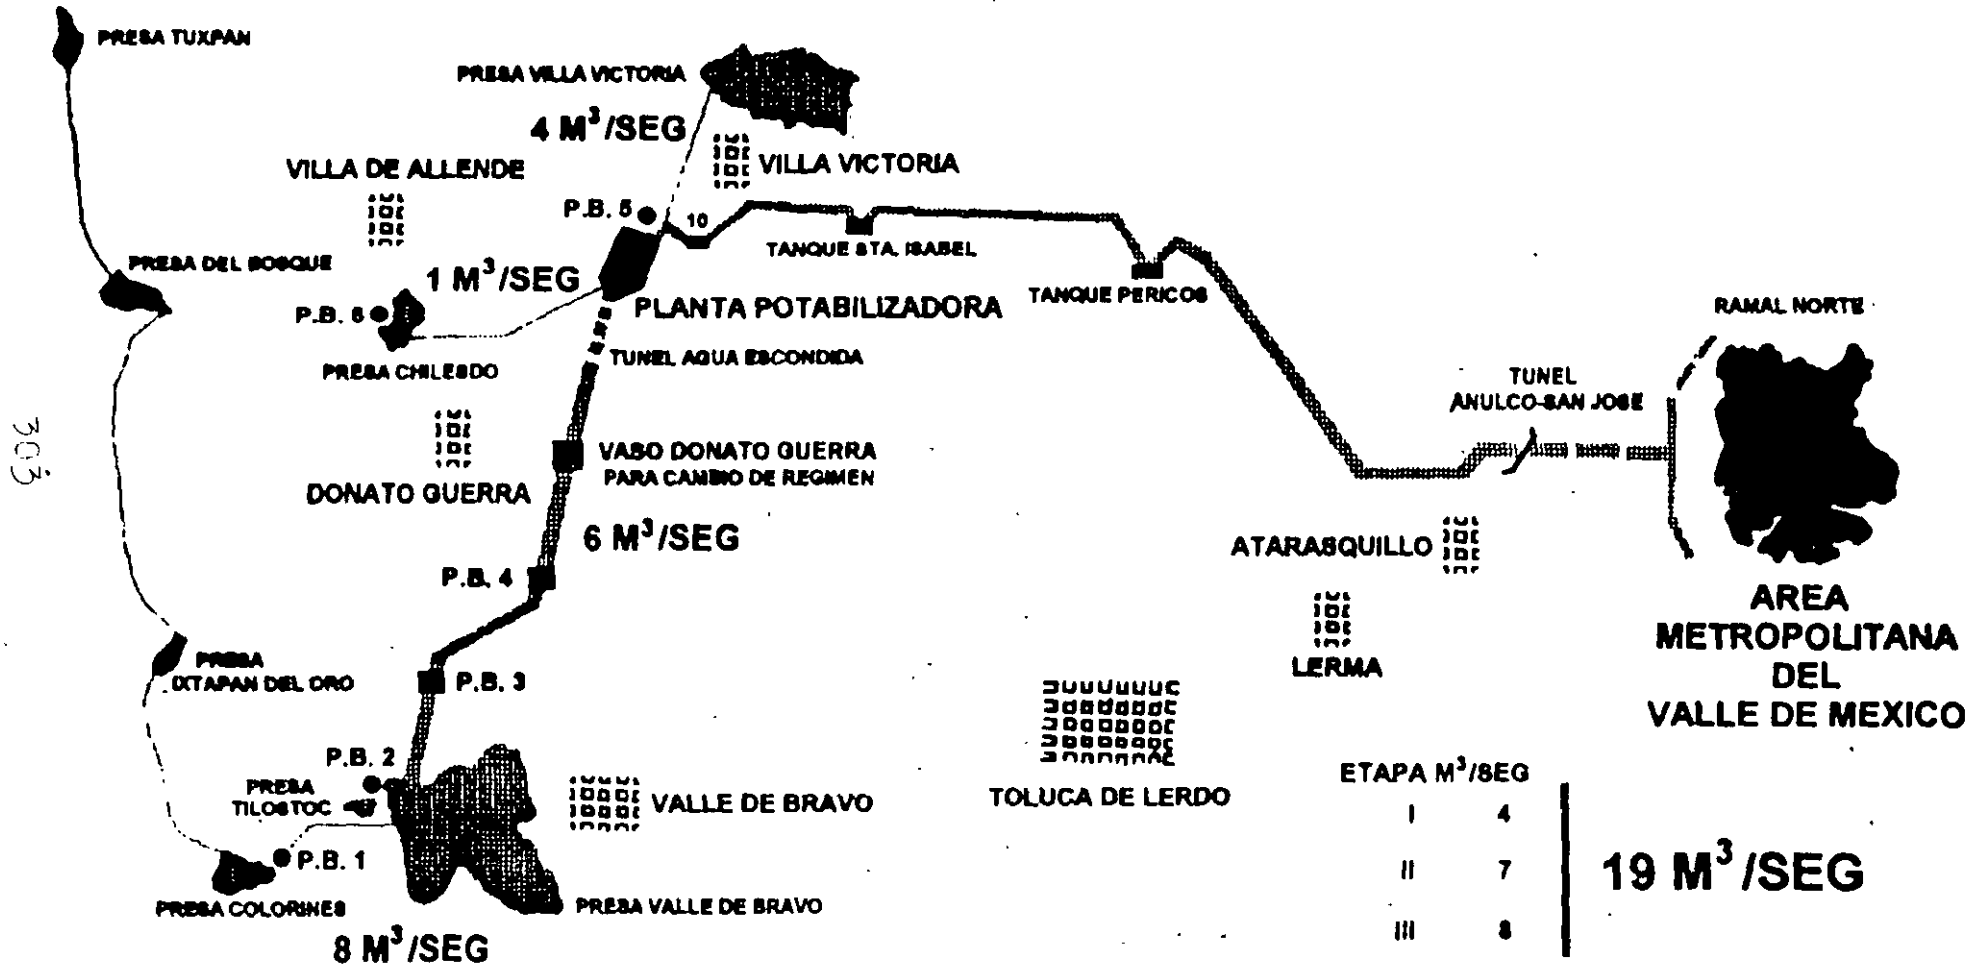 PRESA TUXPAN
PRESA VILLA VICTORIA
4 M³/SEG
VILLA DE ALLENDE
VILLA VICTORIA
P.B. 5
10
TANQUE STA. ISABEL
PRESA DEL BOSQUE
1 M³/SEG
P.B. 6
PLANTA POTABILIZADORA
TANQUE PERICOS
RAMAL NORTE
TUNEL AGUA ESCONDIDA
PRESA CHILESDO
TUNEL
ANULCO-SAN JOSE
303
VASO DONATO GUERRA
PARA CAMBIO DE REGIMEN
DONATO GUERRA
6 M³/SEG
ATARASQUILLO
P.B. 4
AREA
METROPOLITANA
DEL
VALLE DE MEXICO
LERMA
PRESA
IXTAPAN DEL ORO
P.B. 3
P.B. 2
PRESA
TILOSTOC
VALLE DE BRAVO
TOLUCA DE LERDO
ETAPA M³/SEG
I 4
II 7
III 8
19 M³/SEG
P.B. 1
PRESA COLORINES
PRESA VALLE DE BRAVO
8 M³/SEG